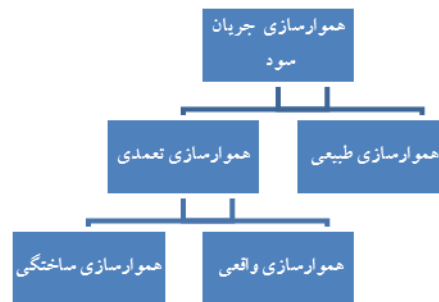 هموارسازی جریان
سود
هموارسازی طبیعی
هموارسازی تعمدی
هموارسازی واقعی
هموارسازی ساختگی